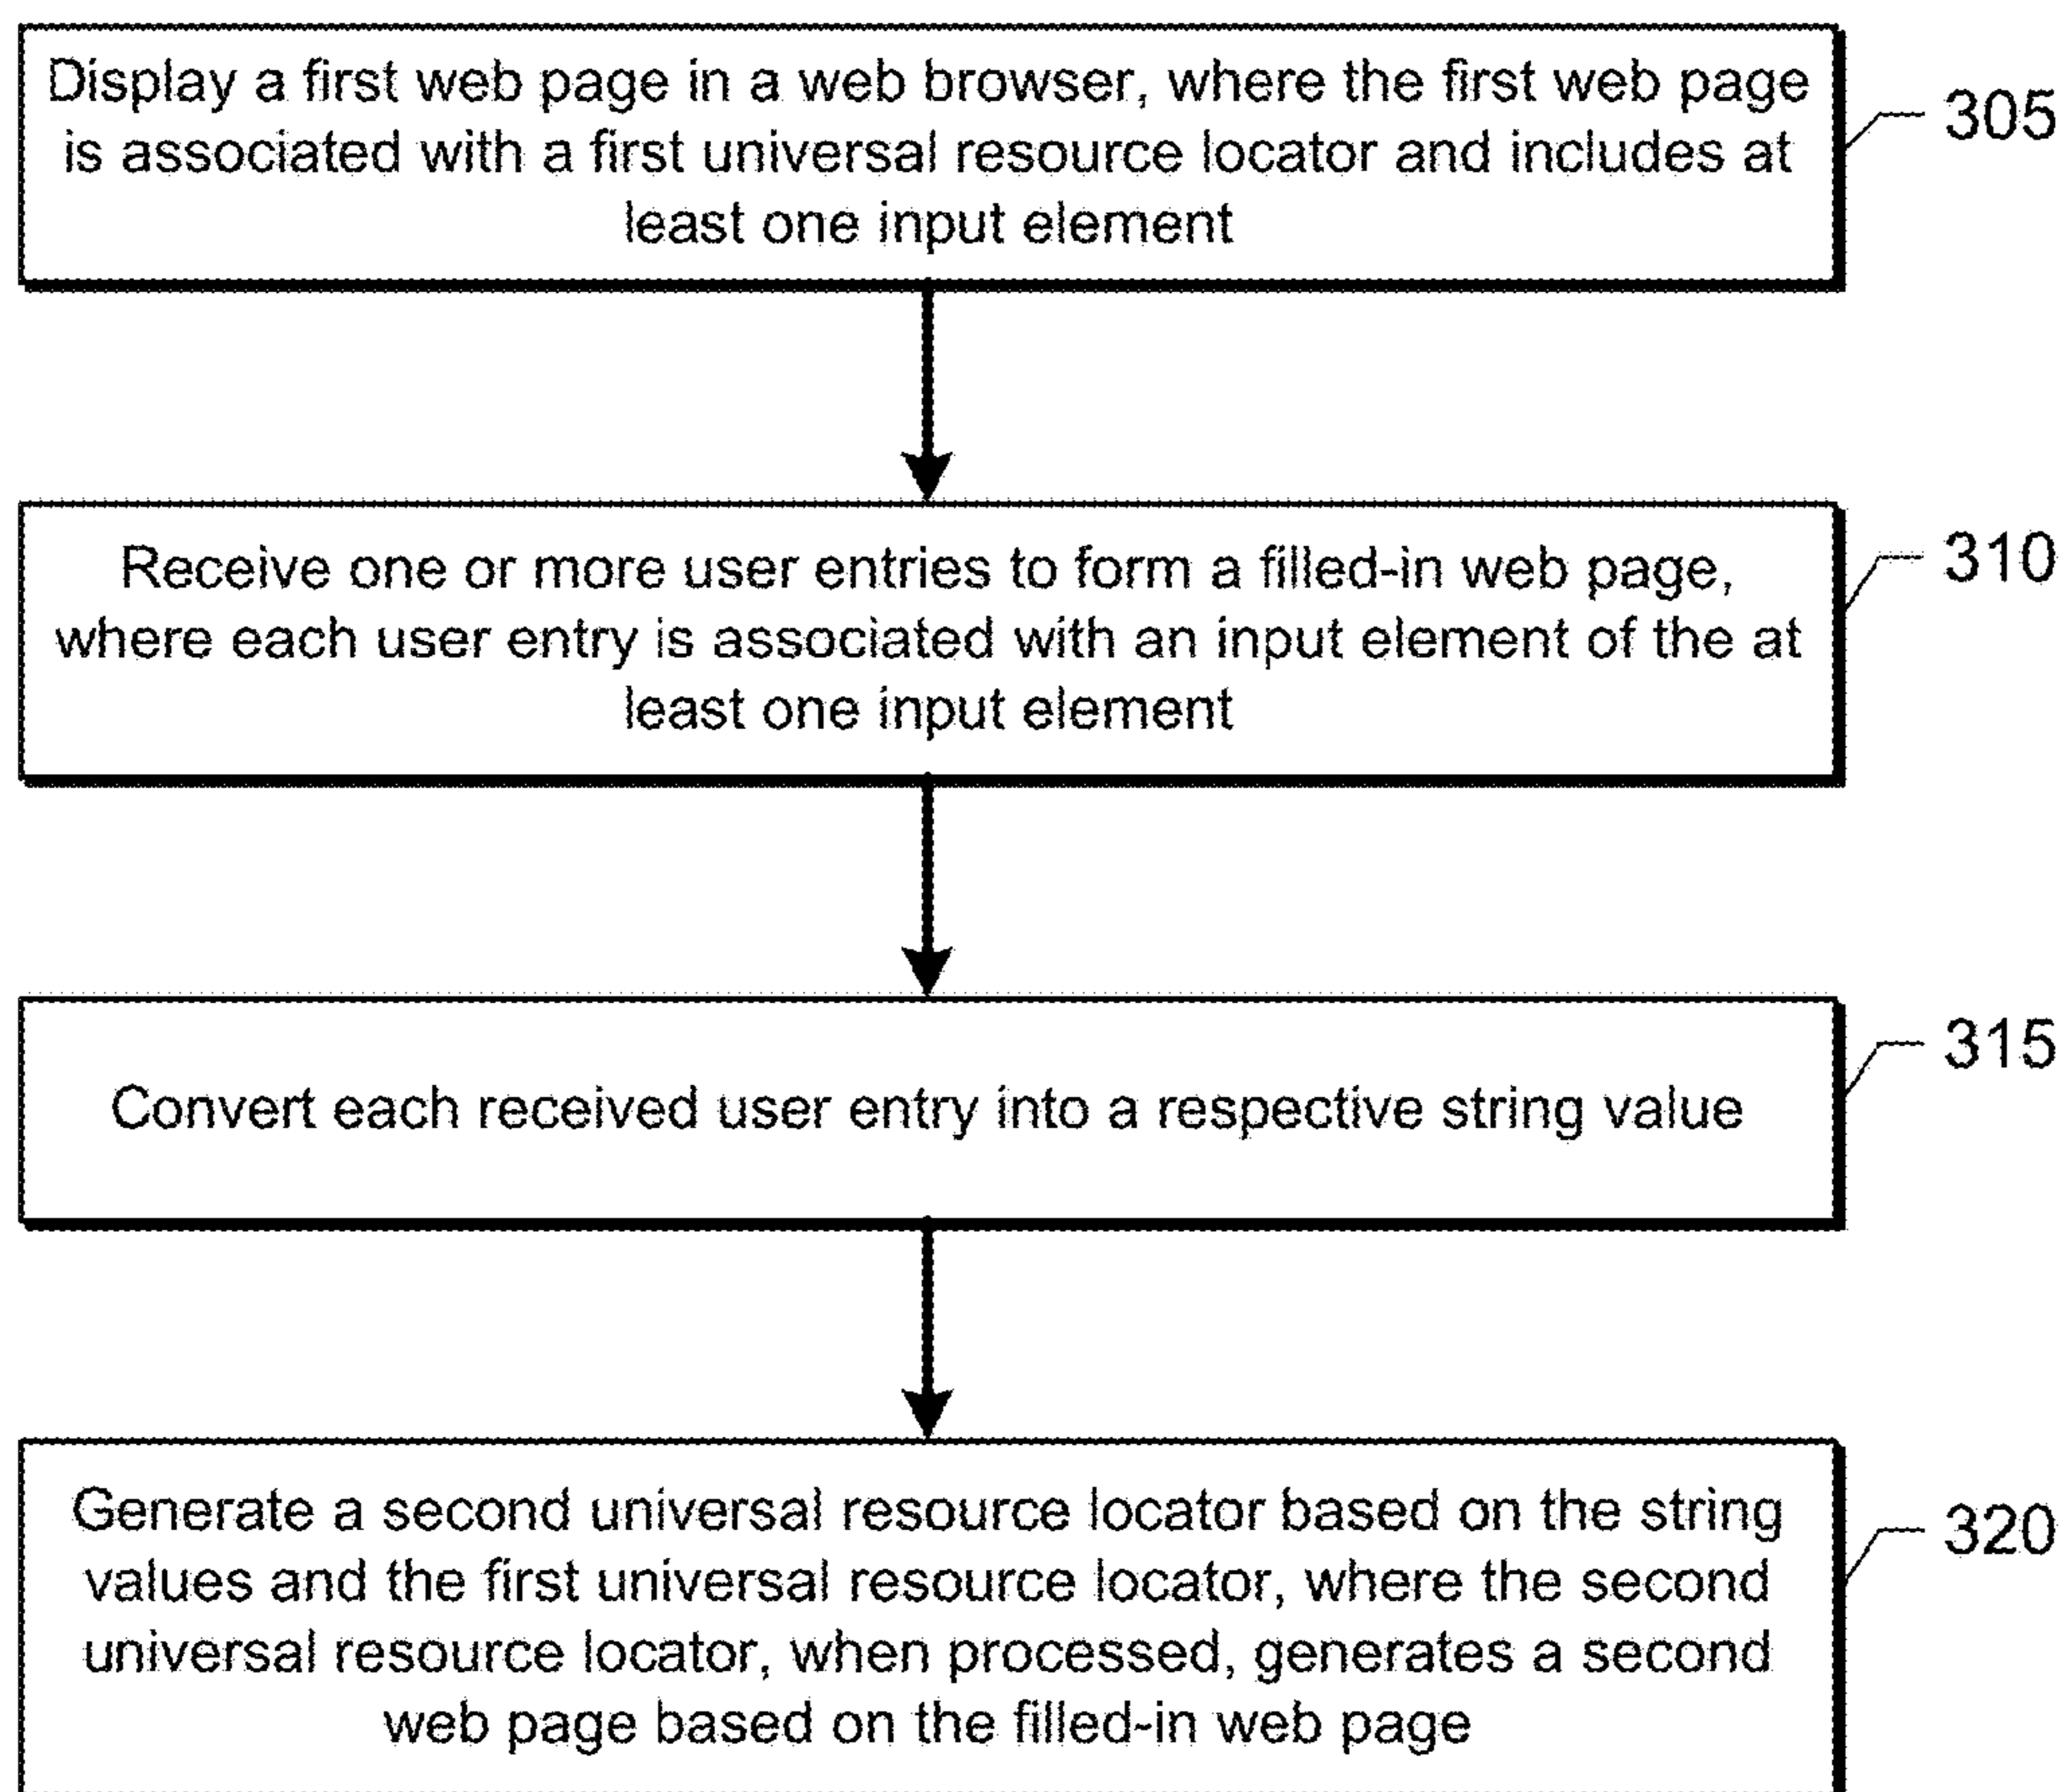 Display a first web page in a web browser, where the first web page
is associated with a first universal resource locator and includes at
least one input element
305
Receive one or more user entries to form a filled-in web page,
where each user entry is associated with an input element of the at
least one input element
310
Convert each received user entry into a respective string value
315
Generate a second universal resource locator based on the string
values and the first universal resource locator, where the second
universal resource locator, when processed, generates a second
web page based on the filled-in web page
320